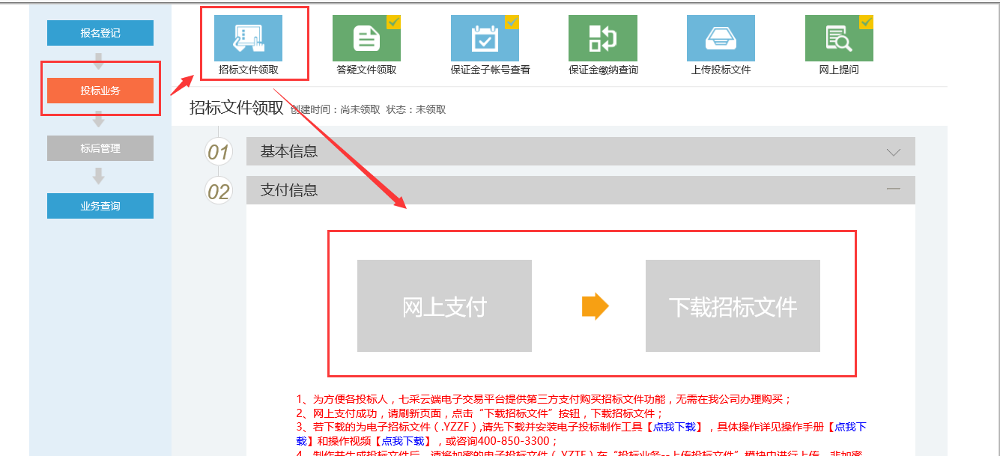 报名登记
投标业务
标后管理
业务查询
招标文件领取
答疑文件领取
保证金子帐号查看
保证金缴纳查询
上传投标文件
网上提问
招标文件领取 创建时间：尚未领取 状态：未领取
01 基本信息
02 支付信息
网上支付
下载招标文件
1、为方便各投标人，七采云端电子交易平台提供第三方支付购买招标文件功能，无需在我公司办理购买；
2、网上支付成功，请刷新页面，点击“下载招标文件”按钮，下载招标文件；
3、若下载的为电子招标文件（.YZZF）,请先下载并安装电子投标制作工具【点我下载】，具体操作详见操作手册【点我下
载】和操作视频【点我下载】，或咨询400-850-3300；
4、制作并生成投标文件后，请将加密的电子投标文件（.YZTF）在“投标业务--上传投标文件”模块中进行上传，非加密